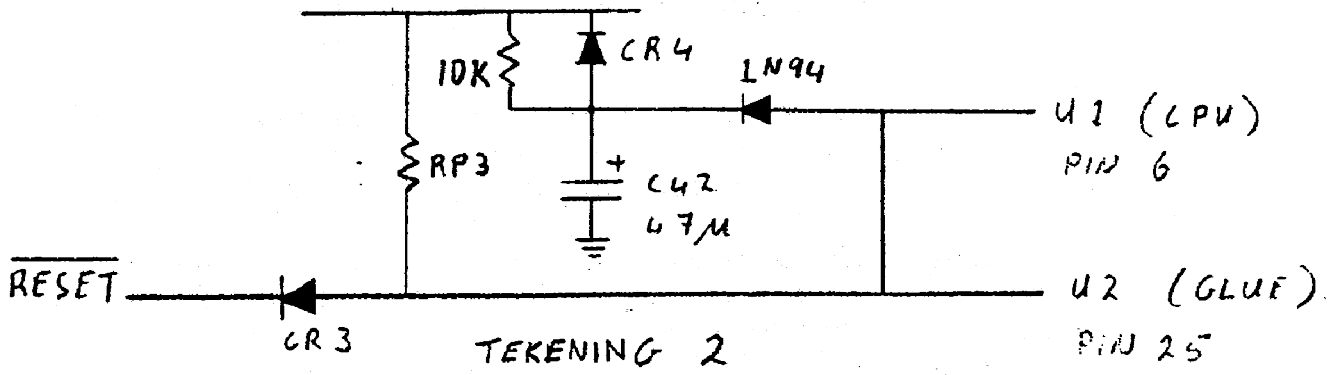 10K
CR4
1N94
U1 (CPU)
PIN 6
RP3
+
C42
47µ
RESET
CR3
U2 (GLUE)
PIN 25
TEKENING 2